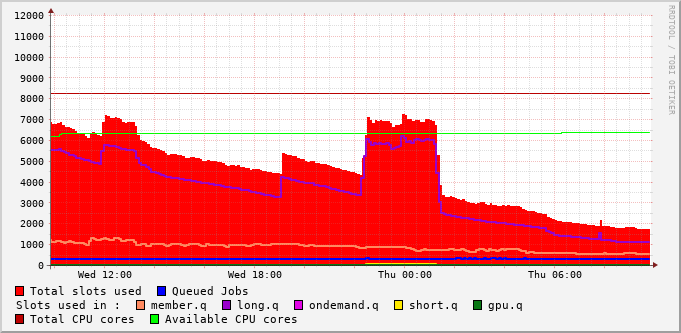 12000
11000
10000
9000
8000
7000
6000
5000
4000
3000
2000
1000
0
Wed 12:00 Wed 18:00 Thu 00:00 Thu 06:00
Total slots used Queued Jobs
Slots used in : member.q long.q ondemand.q short.q gpu.q
Total CPU cores Available CPU cores
RRDTOOL / TOBI OETIKER